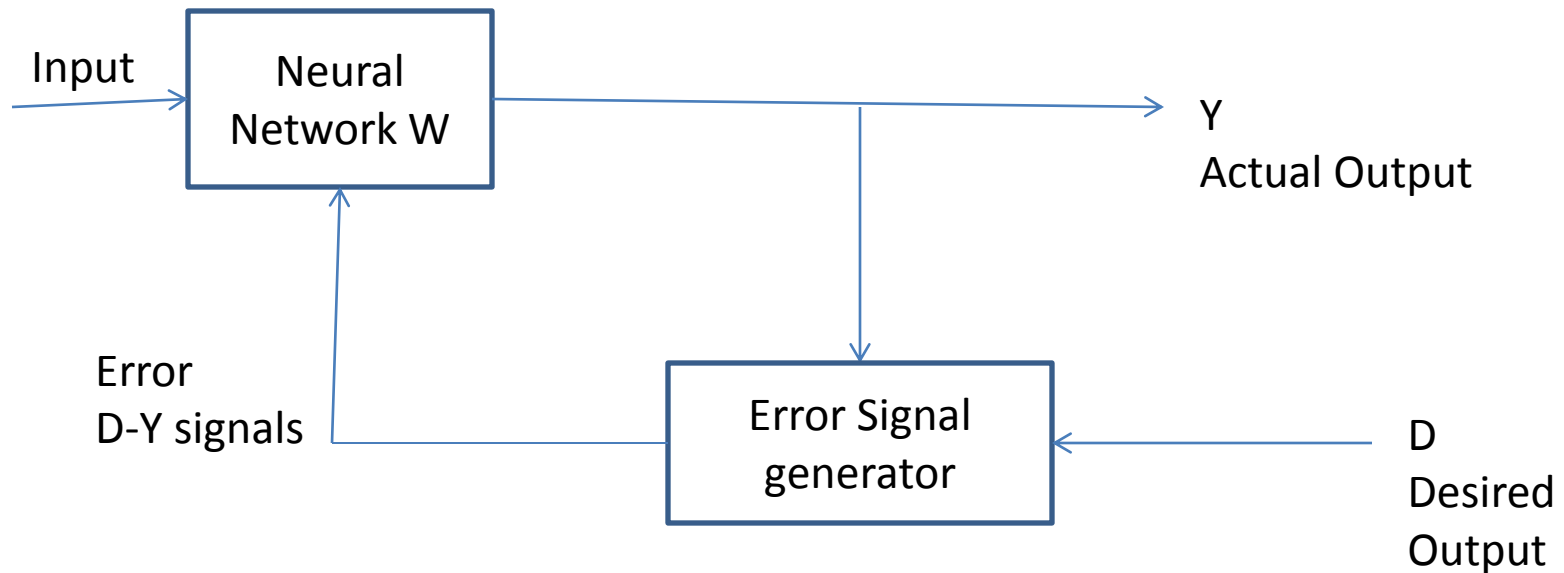 Input
Neural
Network W
Y
Actual Output
Error
D-Y signals
Error Signal
generator
D
Desired
Output